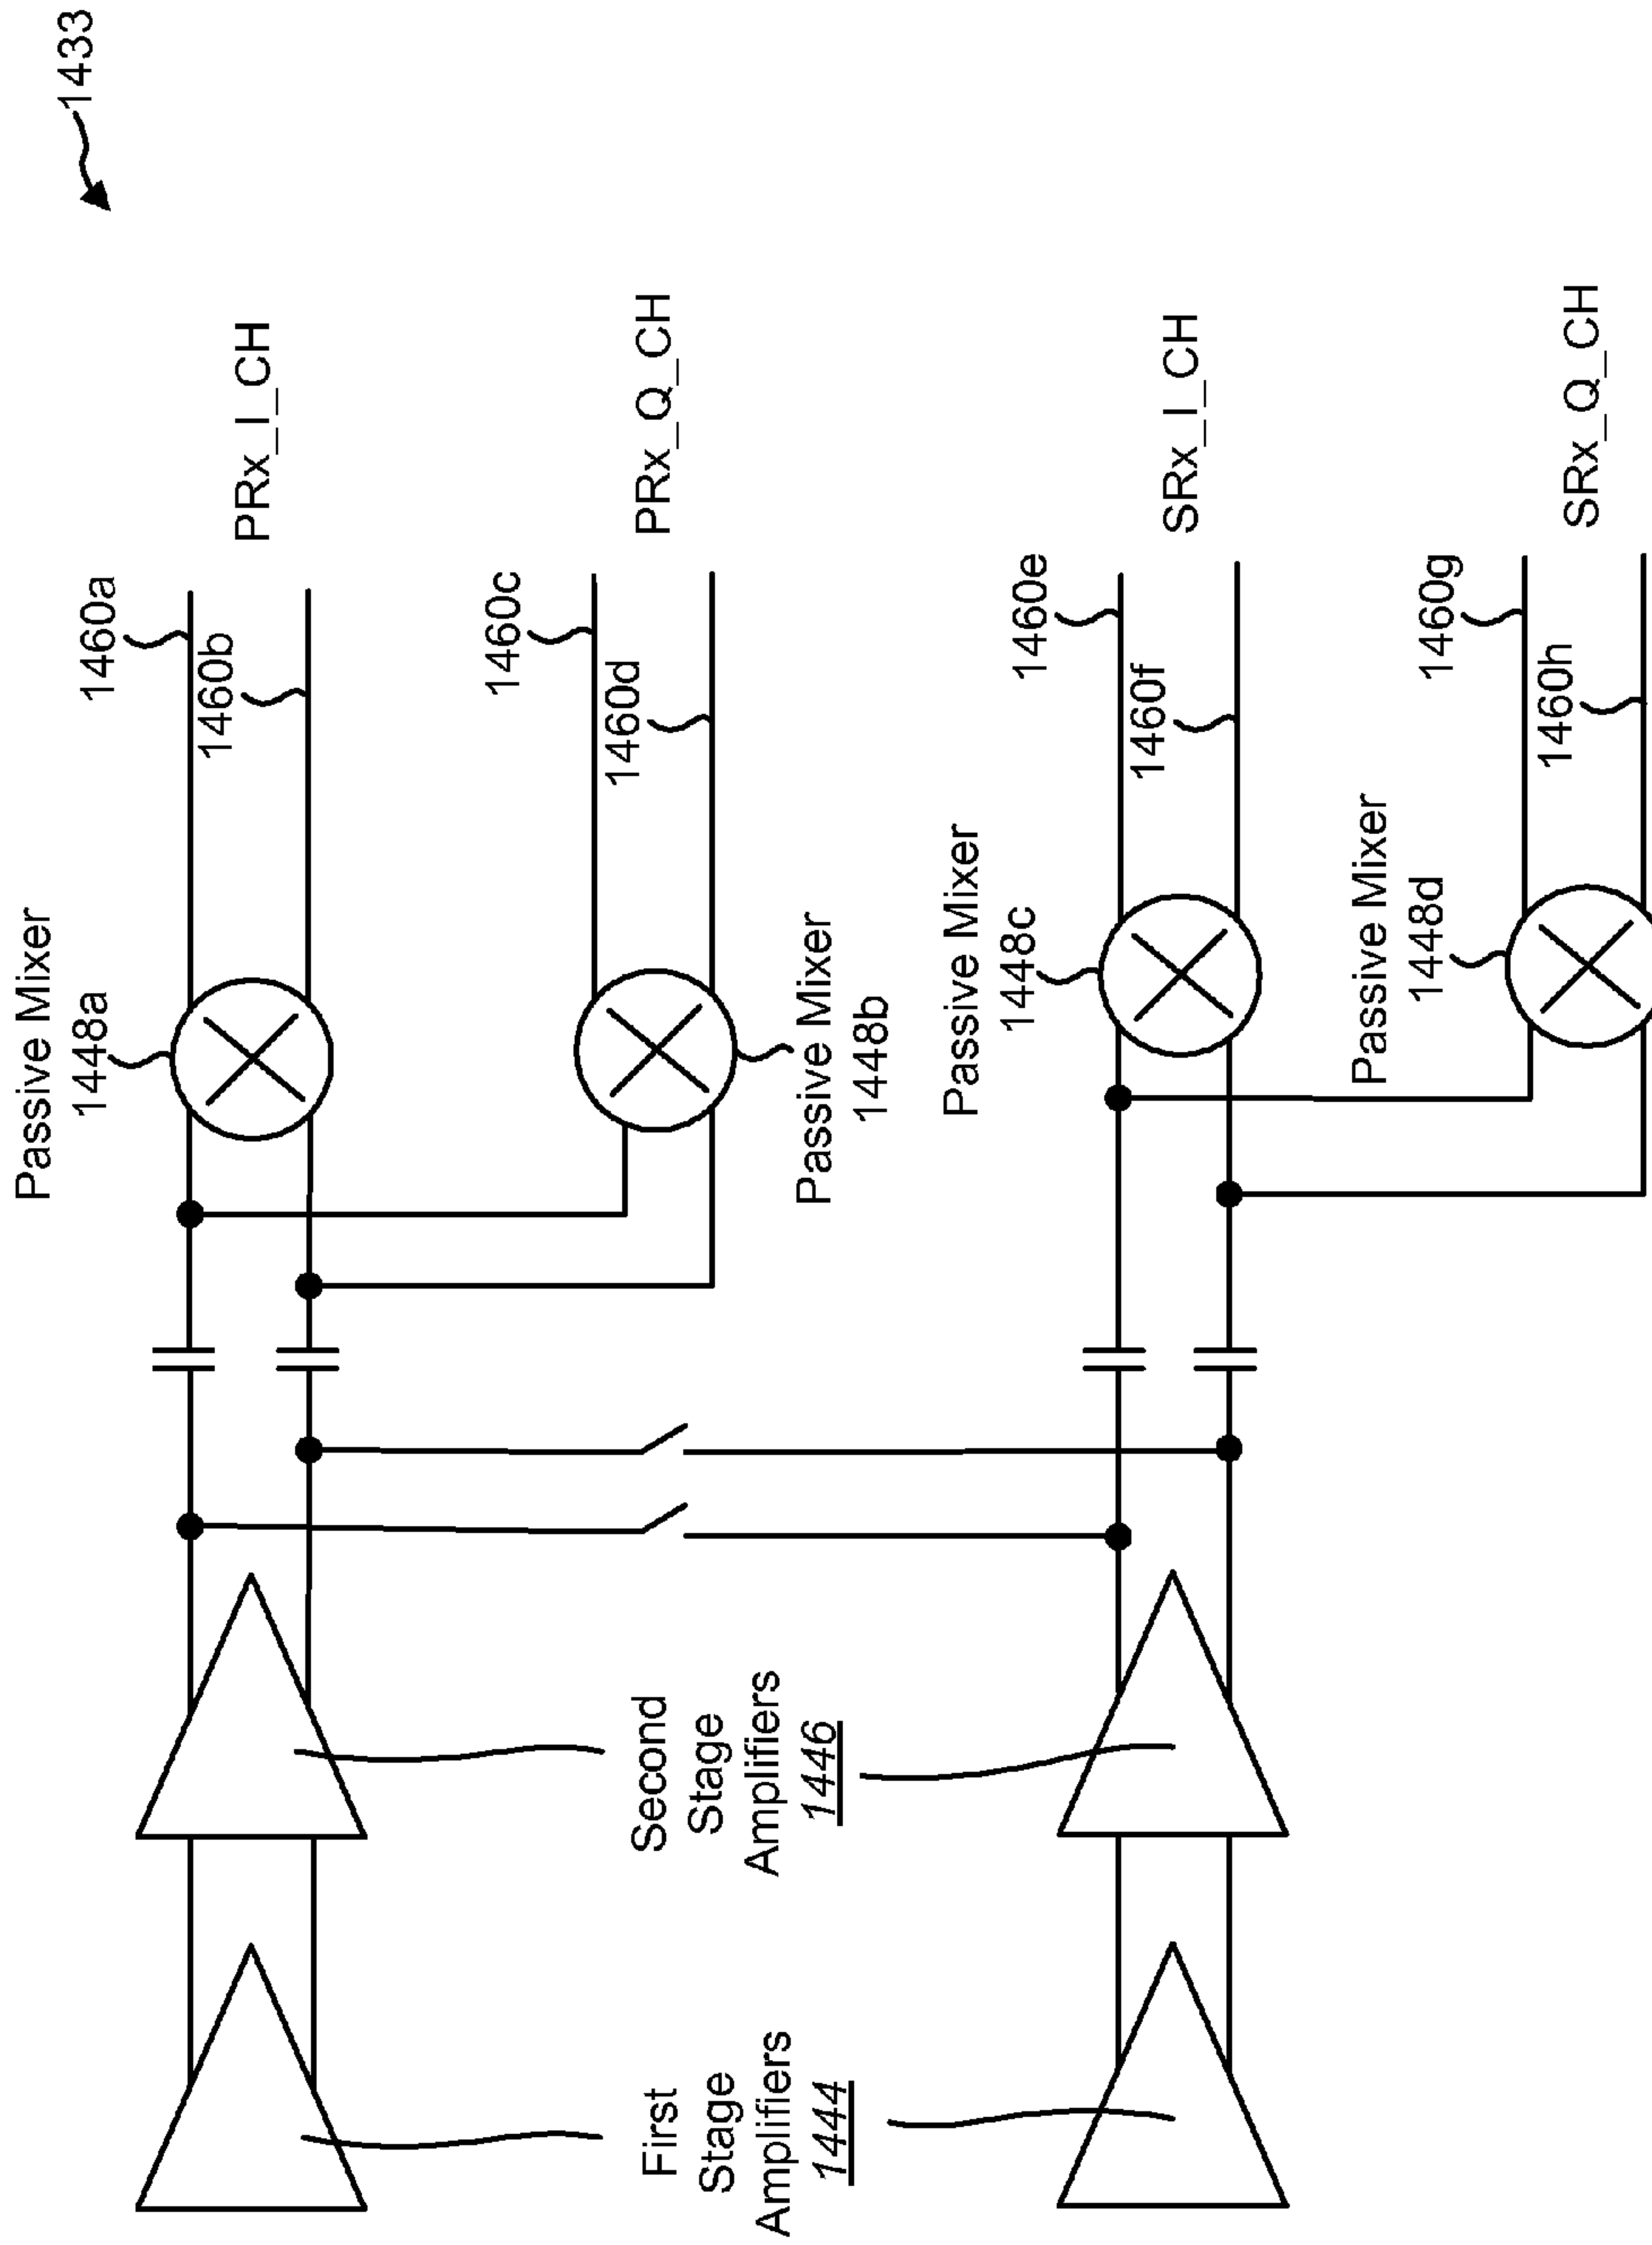 1433
Passive Mixer
1448a
1460a
1460b
PRx_I_CH
1460c
1460d
PRx_Q_CH
Passive Mixer
1448b
Second
Stage
Amplifiers
1446
First
Stage
Amplifiers
1444
Passive Mixer
1448c
1460e
1460f
SRx_I_CH
Passive Mixer
1448d
1460g
1460h
SRx_Q_CH